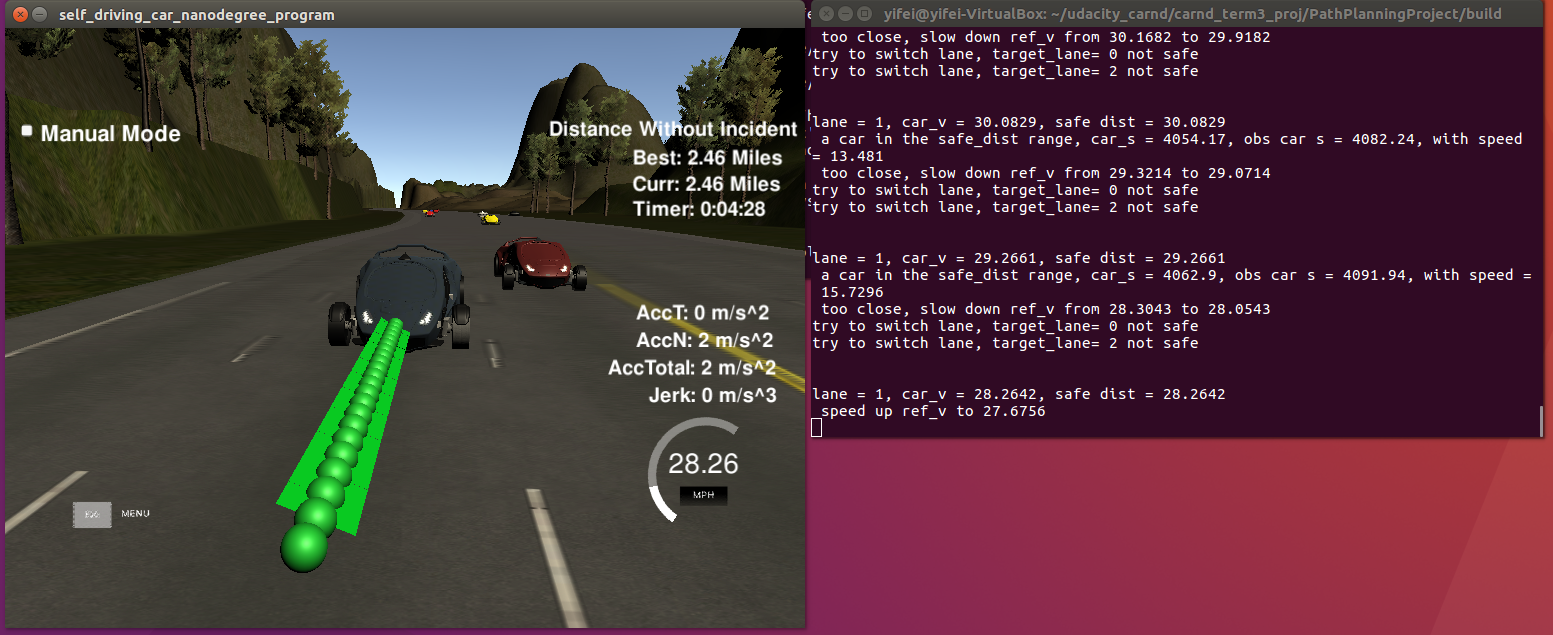 self_driving_car_nanodegree_program
Manual Mode
Distance Without Incident
Best: 2.46 Miles
Curr: 2.46 Miles
Timer: 0:04:28
AccT: 0 m/s^2
AccN: 2 m/s^2
AccTotal: 2 m/s^2
Jerk: 0 m/s^3
28.26
MPH
MENU
yifei@yifei-VirtualBox: ~/udacity_carnd/carnd_term3_proj/PathPlanningProject/build
too close, slow down ref_v from 30.1682 to 29.9182
try to switch lane, target_lane= 0 not safe
try to switch lane, target_lane= 2 not safe
lane = 1, car_v = 30.0829, safe dist = 30.0829
a car in the safe_dist range, car_s = 4054.17, obs car s = 4082.24, with speed
= 13.481
too close, slow down ref_v from 29.3214 to 29.0714
try to switch lane, target_lane= 0 not safe
try to switch lane, target_lane= 2 not safe
lane = 1, car_v = 29.2661, safe dist = 29.2661
a car in the safe_dist range, car_s = 4062.9, obs car s = 4091.94, with speed =
15.7296
too close, slow down ref_v from 28.3043 to 28.0543
try to switch lane, target_lane= 0 not safe
try to switch lane, target_lane= 2 not safe
lane = 1, car_v = 28.2642, safe dist = 28.2642
speed up ref_v to 27.6756